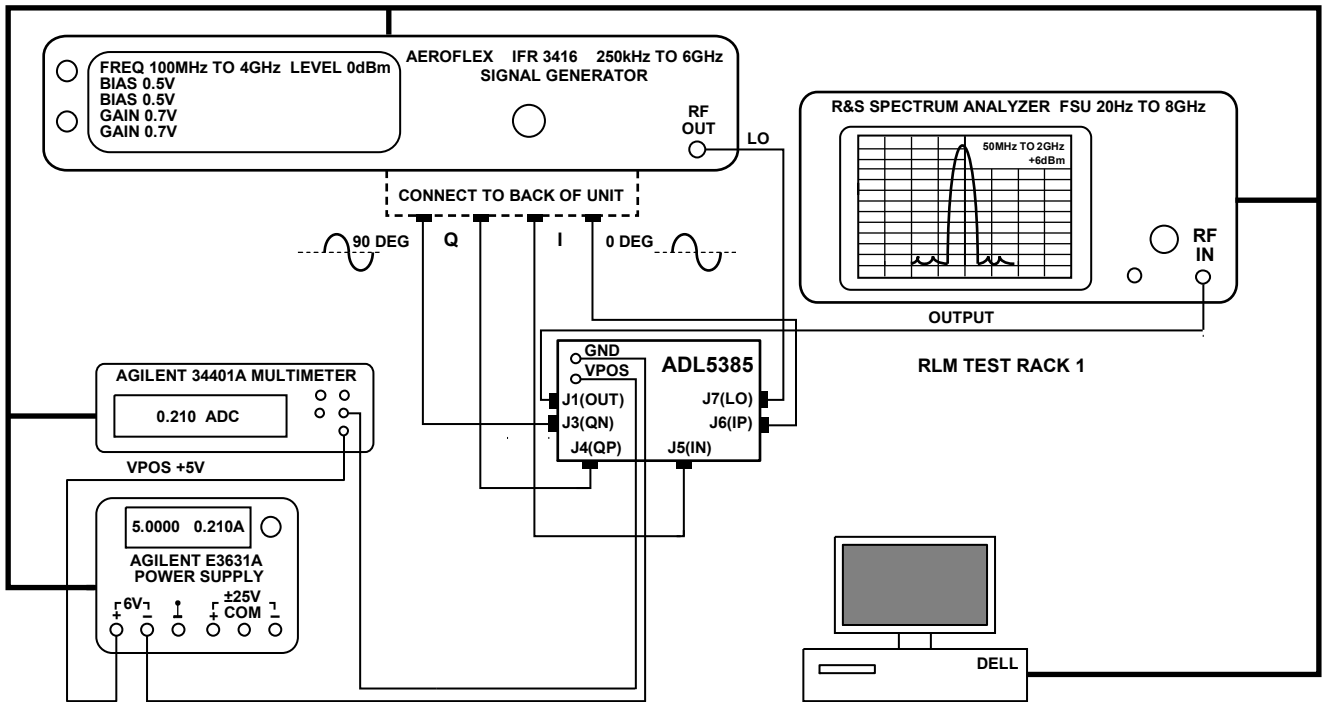 AEROFLEX IFR 3416 250kHz TO 6GHz
SIGNAL GENERATOR
FREQ 100MHz TO 4GHz LEVEL 0dBm
BIAS 0.5V
BIAS 0.5V
GAIN 0.7V
GAIN 0.7V
RF
OUT
LO
R&S SPECTRUM ANALYZER FSU 20Hz TO 8GHz
50MHz TO 2GHz
+6dBm
RF
IN
CONNECT TO BACK OF UNIT
90 DEG
Q
I
0 DEG
OUTPUT
GND
VPOS
ADL5385
J1(OUT)
J7(LO)
J3(QN)
J6(IP)
J4(QP)
J5(IN)
RLM TEST RACK 1
AGILENT 34401A MULTIMETER
0.210 ADC
VPOS +5V
5.0000 0.210A
AGILENT E3631A
POWER SUPPLY
6V
+ –
±25V
+ COM –
DELL